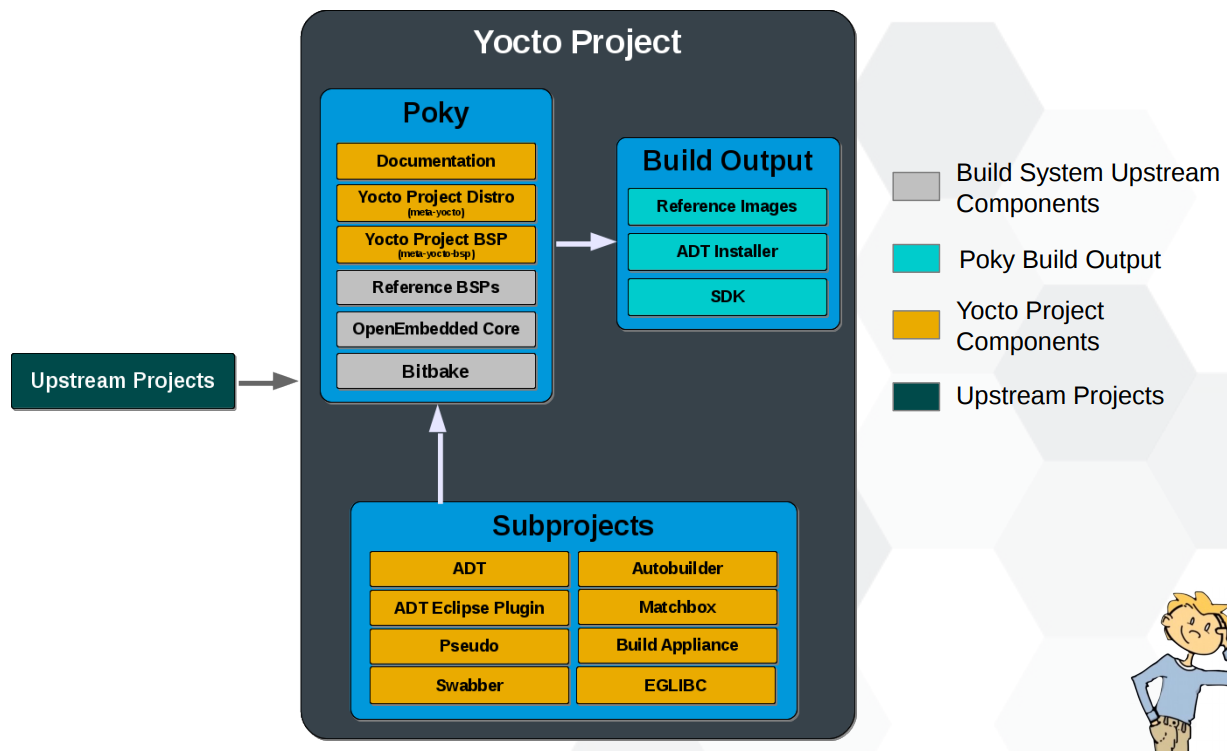 Yocto Project
Poky
Documentation
Yocto Project Distro
(meta-yocto)
Yocto Project BSP
(meta-yocto-bsp)
Reference BSPs
OpenEmbedded Core
Bitbake
Build Output
Reference Images
ADT Installer
SDK
Upstream Projects
Subprojects
ADT
Autobuilder
ADT Eclipse Plugin
Matchbox
Pseudo
Build Appliance
Swabber
EGLIBC
Build System Upstream
Components
Poky Build Output
Yocto Project
Components
Upstream Projects